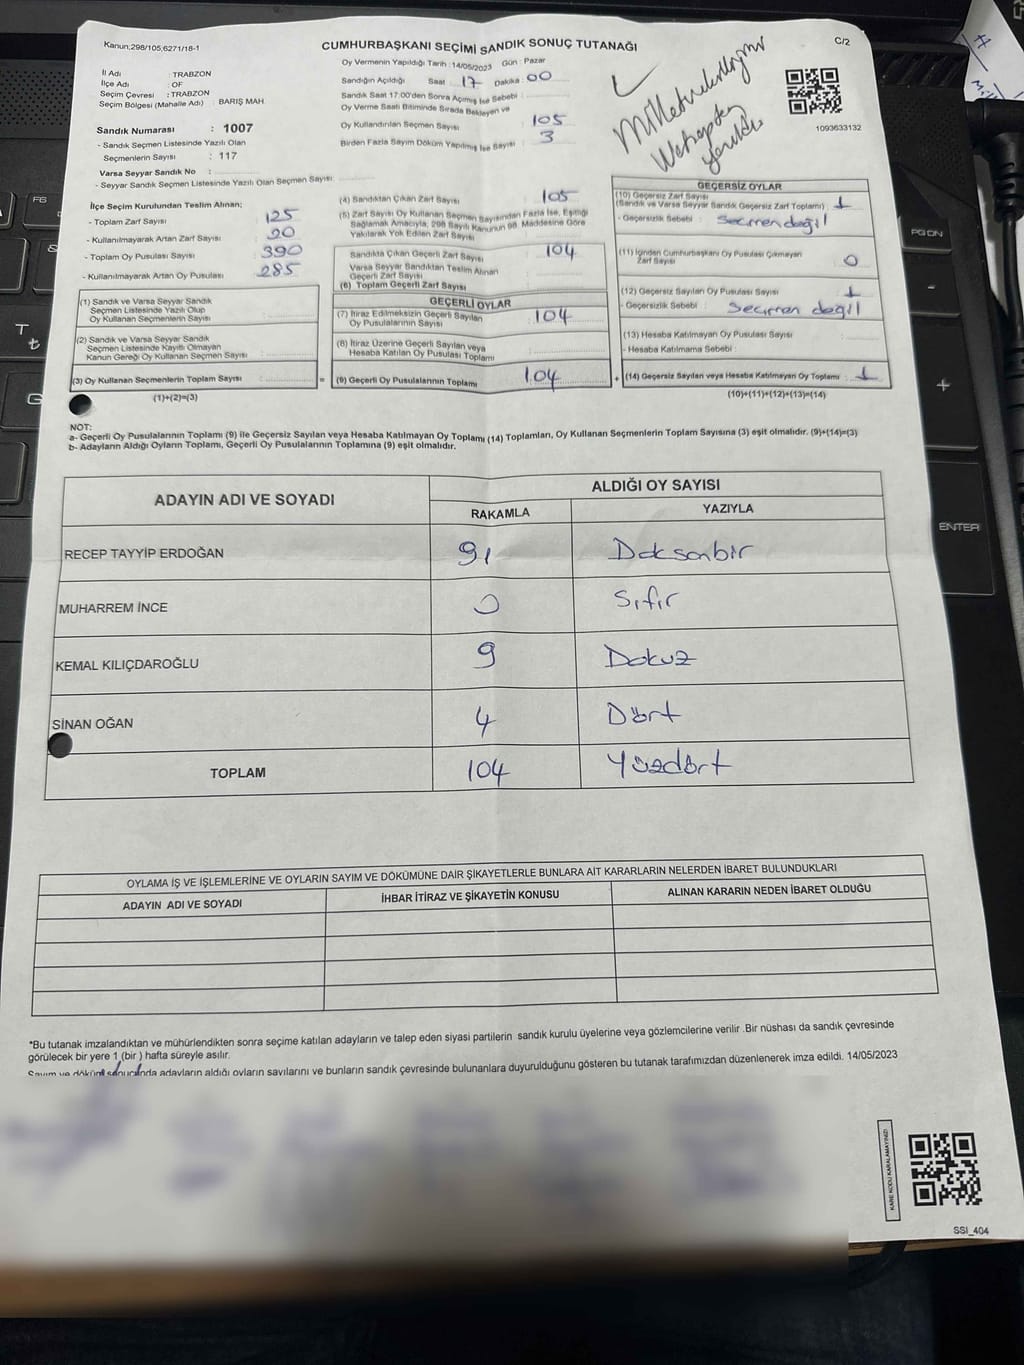 Kanun;298/105;6271/18-1
CUMHURBAŞKANI SEÇİMİ SANDIK SONUÇ TUTANAĞI
C/2
İl Adı : TRABZON
İlçe Adı : OF
Seçim Çevresi : TRABZON
Seçim Bölgesi (Mahalle Adı) : BARIŞ MAH.
Sandık Numarası : 1007
- Sandık Seçmen Listesinde Yazılı Olan
Seçmenlerin Sayısı : 117
Varsa Seyyar Sandık No :
- Seyyar Sandık Seçmen Listesinde Yazılı Olan Seçmen Sayısı:
Oy Vermenin Yapıldığı Tarih :14/05/2023 Gün : Pazar
Sandığın Açıldığı Saat : 17 Dakika : 00
Sandık Saat 17:00'den Sonra Açılmış İse Sebebi :
Oy Verme Saati Bitiminde Sırada Bekleyen ve
Oy Kullandırılan Seçmen Sayısı 105
Birden Fazla Sayım Döküm Yapılmış İse Sayısı : 3
1093633132
İlçe Seçim Kurulundan Teslim Alınan;
- Toplam Zarf Sayısı 125
- Kullanılmayarak Artan Zarf Sayısı 20
- Toplam Oy Pusulası Sayısı 390
- Kullanılmayarak Artan Oy Pusulası 285
(1) Sandık ve Varsa Seyyar Sandık
Seçmen Listesinde Yazılı Olup
Oy Kullanan Seçmenlerin Sayısı
(2) Sandık ve Varsa Seyyar Sandık
Seçmen Listesinde Kayıtlı Olmayan
Kanun Gereği Oy Kullanan Seçmen Sayısı
(3) Oy Kullanan Seçmenlerin Toplam Sayısı : =
(1)+(2)=(3)
(4) Sandıktan Çıkan Zarf Sayısı 105
(5) Zarf Sayısı Oy Kullanan Seçmen Sayısından Fazla İse, Eşitliği
Sağlamak Amacıyla, 298 Sayılı Kanunun 98. Maddesine Göre
Yakılarak Yok Edilen Zarf Sayısı
Sandıkta Çıkan Geçerli Zarf Sayısı 104
Varsa Seyyar Sandıktan Teslim Alınan
Geçerli Zarf Sayısı
(6) Toplam Geçerli Zarf Sayısı
GEÇERLİ OYLAR
(7) İtiraz Edilmeksizin Geçerli Sayılan
Oy Pusulalarının Sayısı 104
(8) İtiraz Üzerine Geçerli Sayılan veya
Hesaba Katılan Oy Pusulası Toplamı
(9) Geçerli Oy Pusulalarının Toplamı 104 +
GEÇERSİZ OYLAR
(10) Geçersiz Zarf Sayısı
(Sandık ve Varsa Seyyar Sandık Geçersiz Zarf Toplamı) : 1
- Geçersizlik Sebebi : Seçmen değil
(11) İçinden Cumhurbaşkanı Oy Pusulası Çıkmayan
Zarf Sayısı 0
(12) Geçersiz Sayılan Oy Pusulası Sayısı 1
- Geçersizlik Sebebi : Seçmen değil
(13) Hesaba Katılmayan Oy Pusulası Sayısı
- Hesaba Katılmama Sebebi :
(14) Geçersiz Sayılan veya Hesaba Katılmayan Oy Toplamı : 1
(10)+(11)+(12)+(13)=(14)
NOT:
a- Geçerli Oy Pusulalarının Toplamı (9) ile Geçersiz Sayılan veya Hesaba Katılmayan Oy Toplamı (14) Toplamları, Oy Kullanan Seçmenlerin Toplam Sayısına (3) eşit olmalıdır. (9)+(14)=(3)
b- Adayların Aldığı Oyların Toplamı, Geçerli Oy Pusulalarının Toplamına (9) eşit olmalıdır.
ADAYIN ADI VE SOYADI
ALDIĞI OY SAYISI
RAKAMLA YAZIYLA
RECEP TAYYİP ERDOĞAN 91 Doksanbir
MUHARREM İNCE 0 Sıfır
KEMAL KILIÇDAROĞLU 9 Dokuz
SİNAN OĞAN 4 Dört
TOPLAM 104 Yüzdört
OYLAMA İŞ VE İŞLEMLERİNE VE OYLARIN SAYIM VE DÖKÜMÜNE DAİR ŞİKAYETLERLE BUNLARA AİT KARARLARIN NELERDEN İBARET BULUNDUKLARI
ADAYIN ADI VE SOYADI İHBAR İTİRAZ VE ŞİKAYETİN KONUSU ALINAN KARARIN NEDEN İBARET OLDUĞU
*Bu tutanak imzalandıktan ve mühürlendikten sonra seçime katılan adayların ve talep eden siyasi partilerin sandık kurulu üyelerine veya gözlemcilerine verilir .Bir nüshası da sandık çevresinde
görülecek bir yere 1 (bir ) hafta süreyle asılır.
Sayım ve döküm sonucunda adayların aldığı oyların sayılarını ve bunların sandık çevresinde bulunanlara duyurulduğunu gösteren bu tutanak tarafımızdan düzenlenerek imza edildi. 14/05/2023
KARE KODU KARALAMAYINIZ!
SSI_404
PG DN
ENTER
F6